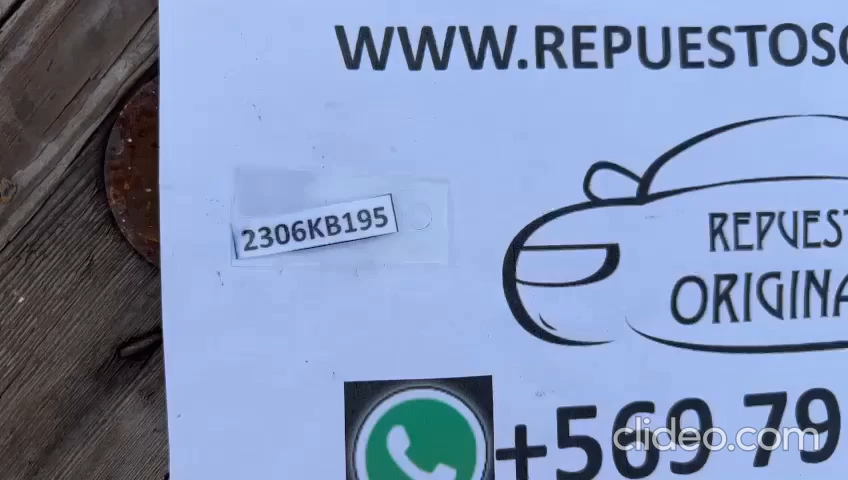 WWW.REPUESTOSO
2306KB195
REPUEST
ORIGINA
+569 79
clideo.com